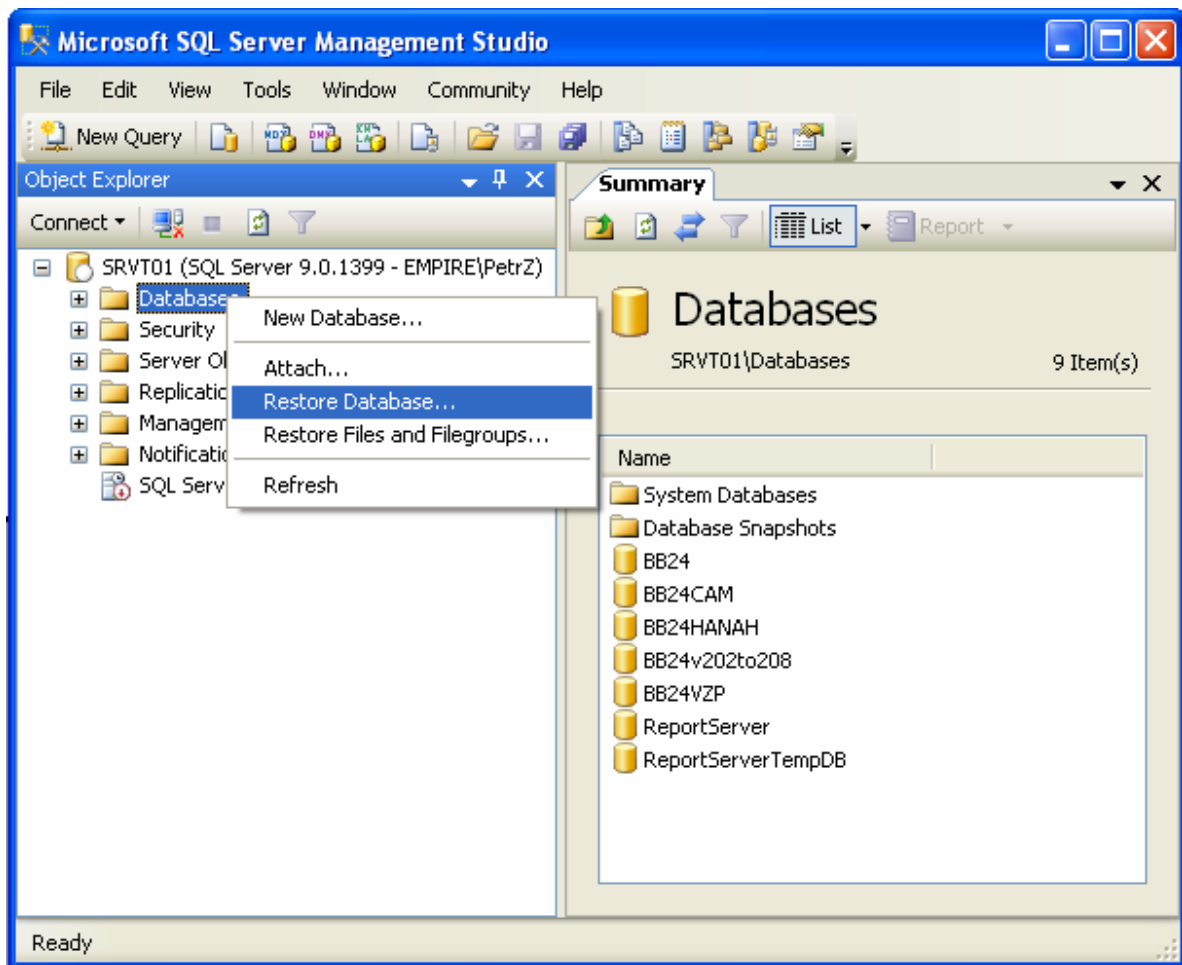 Microsoft SQL Server Management Studio
File Edit View Tools Window Community Help
New Query
Object Explorer
Connect
SRVT01 (SQL Server 9.0.1399 - EMPIRE\PetrZ)
Databases
Security
Server Ol
Replicatic
Managem
Notificatic
SQL Serv
New Database...
Attach...
Restore Database...
Restore Files and Filegroups...
Refresh
Summary
List
Report
Databases
SRVT01\Databases 9 Item(s)
Name
System Databases
Database Snapshots
BB24
BB24CAM
BB24HANAH
BB24v202to208
BB24VZP
ReportServer
ReportServerTempDB
Ready